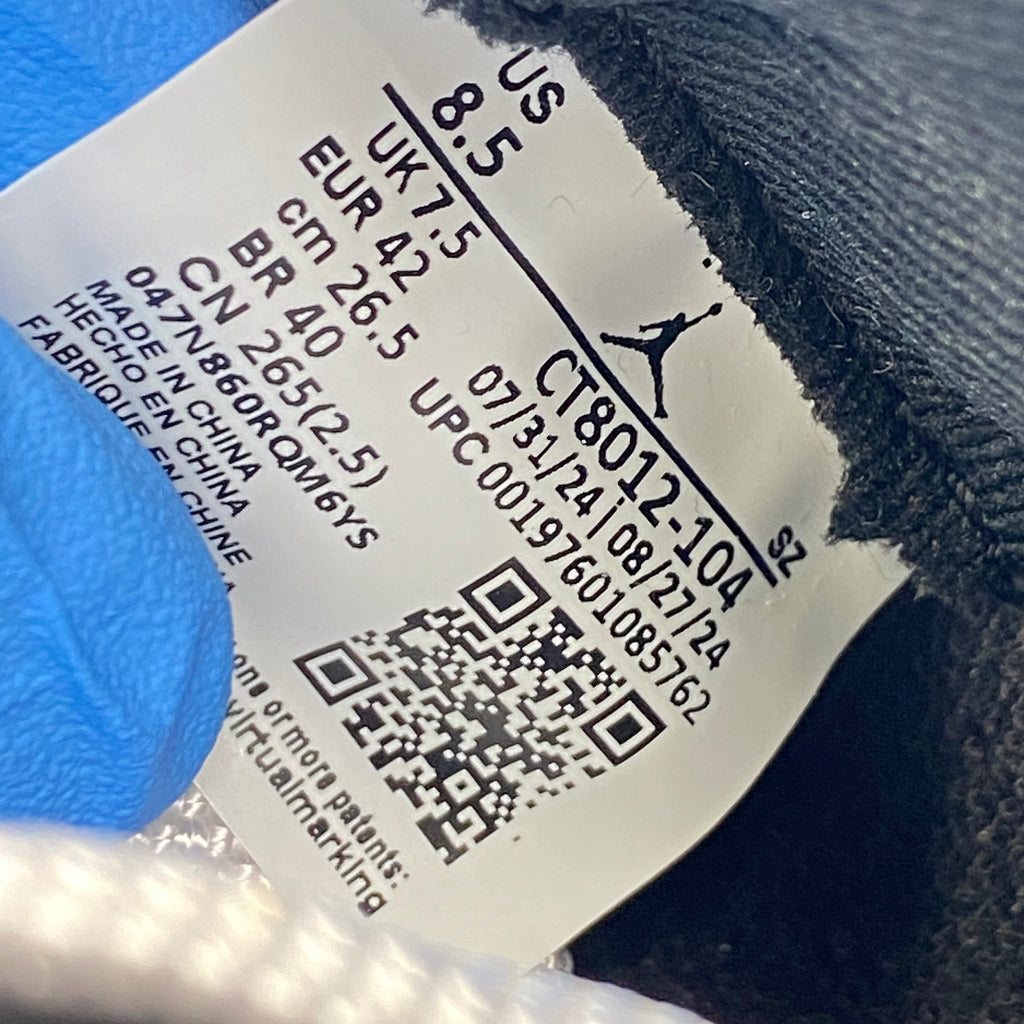 US
8.5
UK 7.5
EUR 42
cm 26.5
BR 40
CN 265(2.5)
047N860RQM6YS
MADE IN CHINA
HECHO EN CHINA
FABRIQUE EN CHINE
SZ
CT8012-104
07/31/24|08/27/24
UPC 00197601085762
one or more patents:
virtualmarking